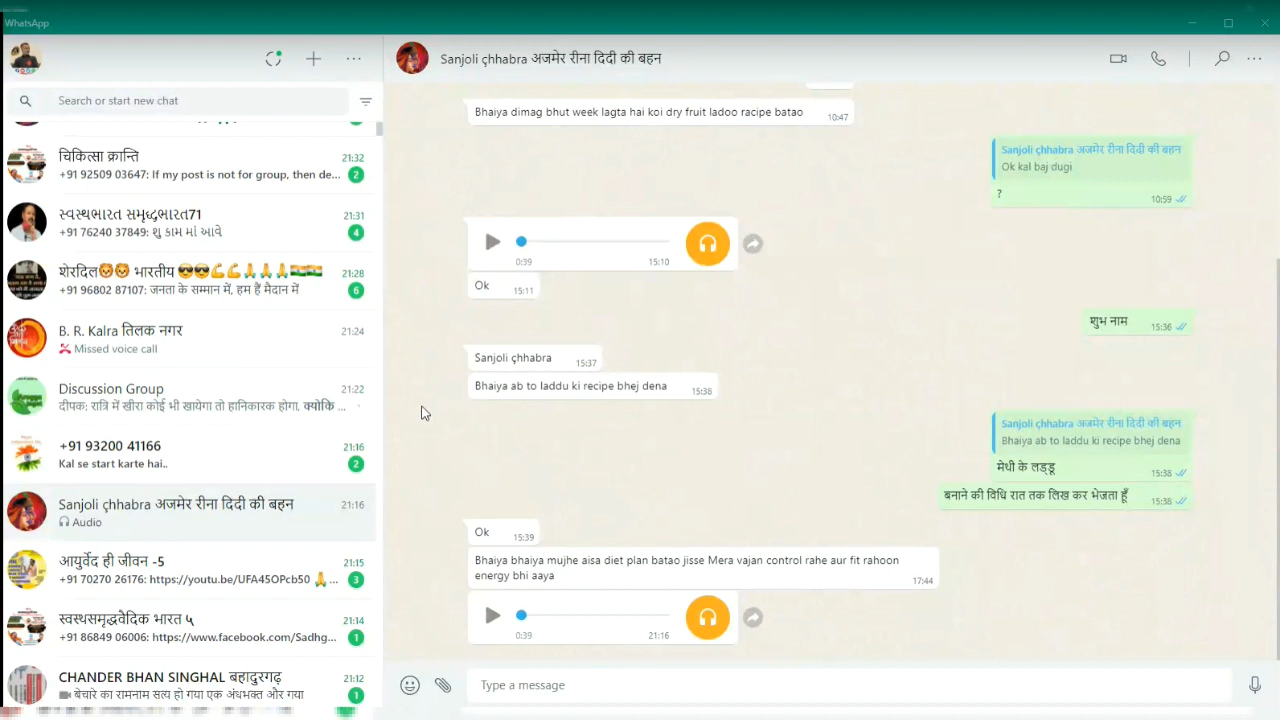 WhatsApp
Sanjoli çhhabra अजमेर रीना दिदी की बहन
Search or start new chat
चिकित्सा क्रान्ति
21:32
+91 92509 03647: If my post is not for group, then de...
2
સ્વસ્થભારત સમૃદ્ધભારત71
21:31
+91 76240 37849: શુ કામ માં આવે
4
शेरदिल🦁🦁 भारतीय 😎😎💪💪🙏🙏🙏🇮🇳🇮🇳
21:28
+91 96802 87107: जनता के सम्मान में, हम हैं मैदान में
6
B. R. Kalra तिलक नगर
21:24
Missed voice call
Discussion Group
21:22
दीपक: रात्रि में खीरा कोई भी खायेगा तो हानिकारक होगा, क्योकि ...
+91 93200 41166
21:16
Kal se start karte hai..
2
Sanjoli çhhabra अजमेर रीना दिदी की बहन
21:16
Audio
आयुर्वेद ही जीवन -5
21:15
+91 70270 26176: https://youtu.be/UFA45OPcb50 🙏...
3
स्वस्थसमृद्धवैदिक भारत ५
21:14
+91 86849 06006: https://www.facebook.com/Sadhg...
1
CHANDER BHAN SINGHAL बहादुरगढ़
21:12
बेचारे का रामनाम सत्य हो गया एक अंधभक्त और गया
1
Bhaiya dimag bhut week lagta hai koi dry fruit ladoo racipe batao
10:47
Sanjoli çhhabra अजमेर रीना दिदी की बहन
Ok kal baj dugi
?
10:59
0:39
15:10
Ok
15:11
शुभ नाम
15:36
Sanjoli çhhabra
15:37
Bhaiya ab to laddu ki recipe bhej dena
15:38
Sanjoli çhhabra अजमेर रीना दिदी की बहन
Bhaiya ab to laddu ki recipe bhej dena
मेथी के लड्डू
15:38
बनाने की विधि रात तक लिख कर भेजता हूँ
15:38
Ok
15:39
Bhaiya bhaiya mujhe aisa diet plan batao jisse Mera vajan control rahe aur fit rahoon
energy bhi aaya
17:44
0:39
21:16
Type a message